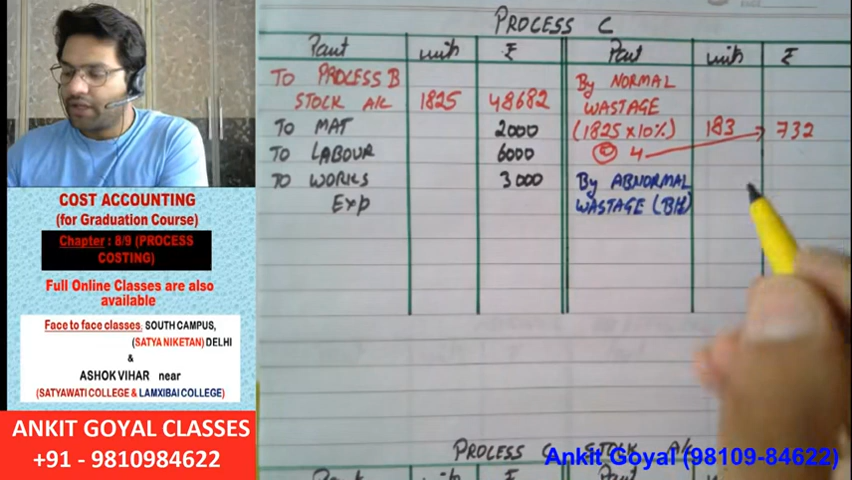 PROCESS C
Part units ₹ Part units ₹
TO PROCESS B By NORMAL
STOCK A/c 1825 48682 WASTAGE
TO MAT 2000 (1825 x 10%) 183 732
TO LABOUR 6000 @ 4
TO WORKS 3000 By ABNORMAL
Exp WASTAGE (B/f)
COST ACCOUNTING
(for Graduation Course)
Chapter : 8/9 (PROCESS
COSTING)
Full Online Classes are also
available
Face to face classes, SOUTH CAMPUS,
(SATYA NIKETAN) DELHI
&
ASHOK VIHAR near
(SATYAWATI COLLEGE & LAMXIBAI COLLEGE)
ANKIT GOYAL CLASSES
+91 - 9810984622
PROCESS C STOCK A/c
Ankit Goyal (98109-84622)